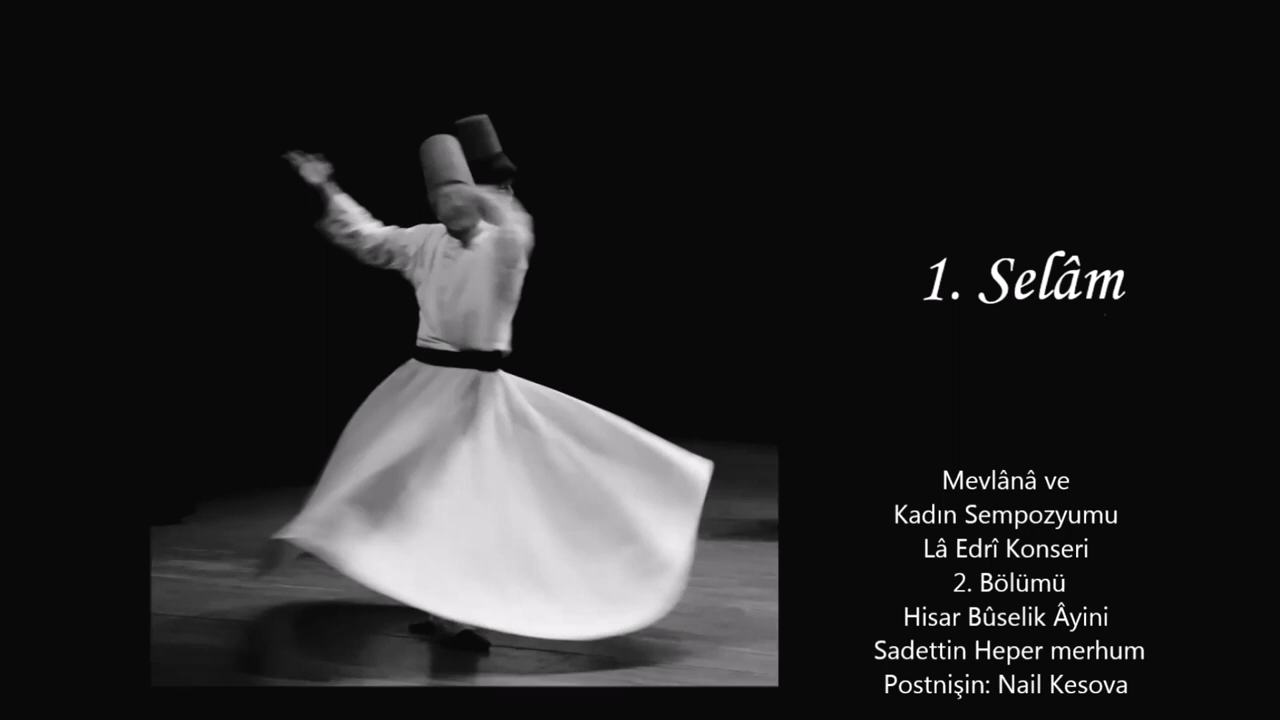 1. Selâm
Mevlânâ ve
Kadın Sempozyumu
Lâ Edrî Konseri
2. Bölümü
Hisar Bûselik Âyini
Sadettin Heper merhum
Postnişin: Nail Kesova